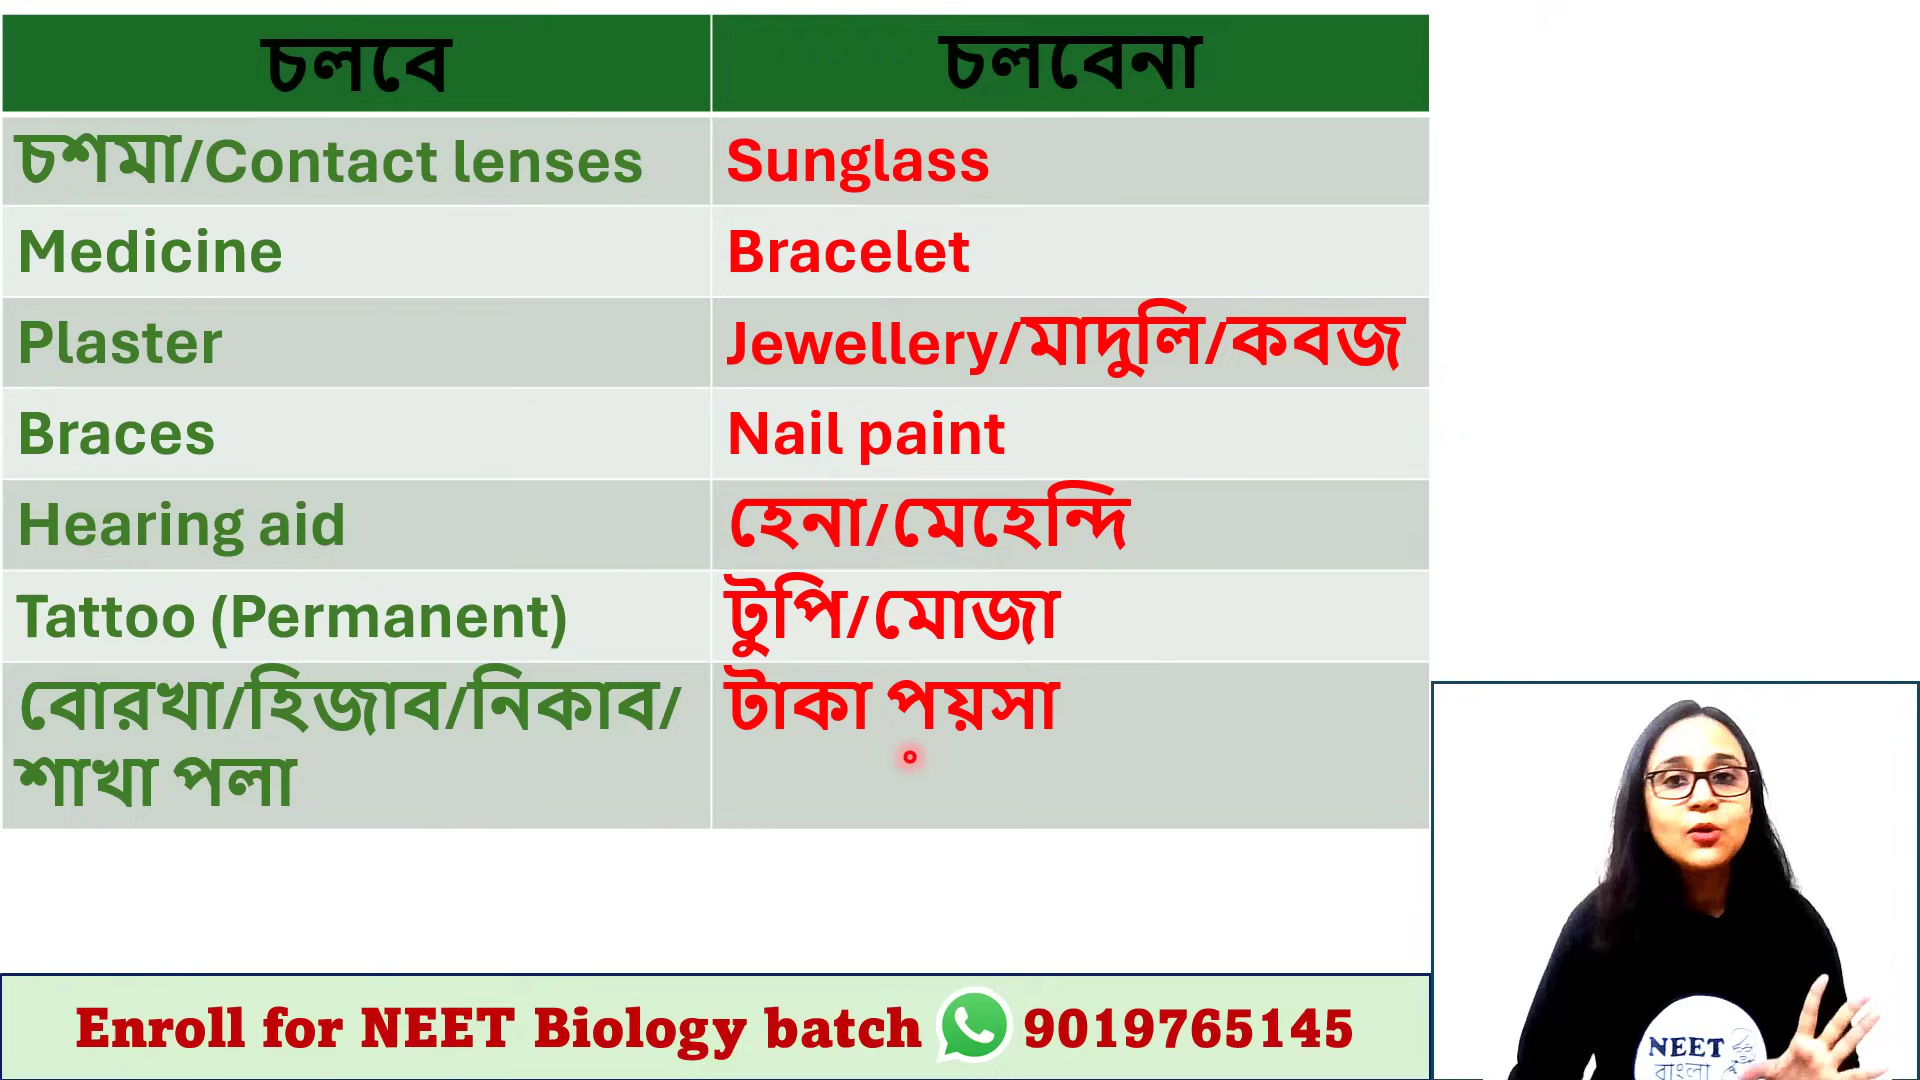 চলবে
চলবেনা
চশমা/Contact lenses
Sunglass
Medicine
Bracelet
Plaster
Jewellery/মাদুলি/কবজ
Braces
Nail paint
Hearing aid
হেনা/মেহেন্দি
Tattoo (Permanent)
টুপি/মোজা
বোরখা/হিজাব/নিকাব/
শাখা পলা
টাকা পয়সা
Enroll for NEET Biology batch 9019765145
NEET
বাংলা